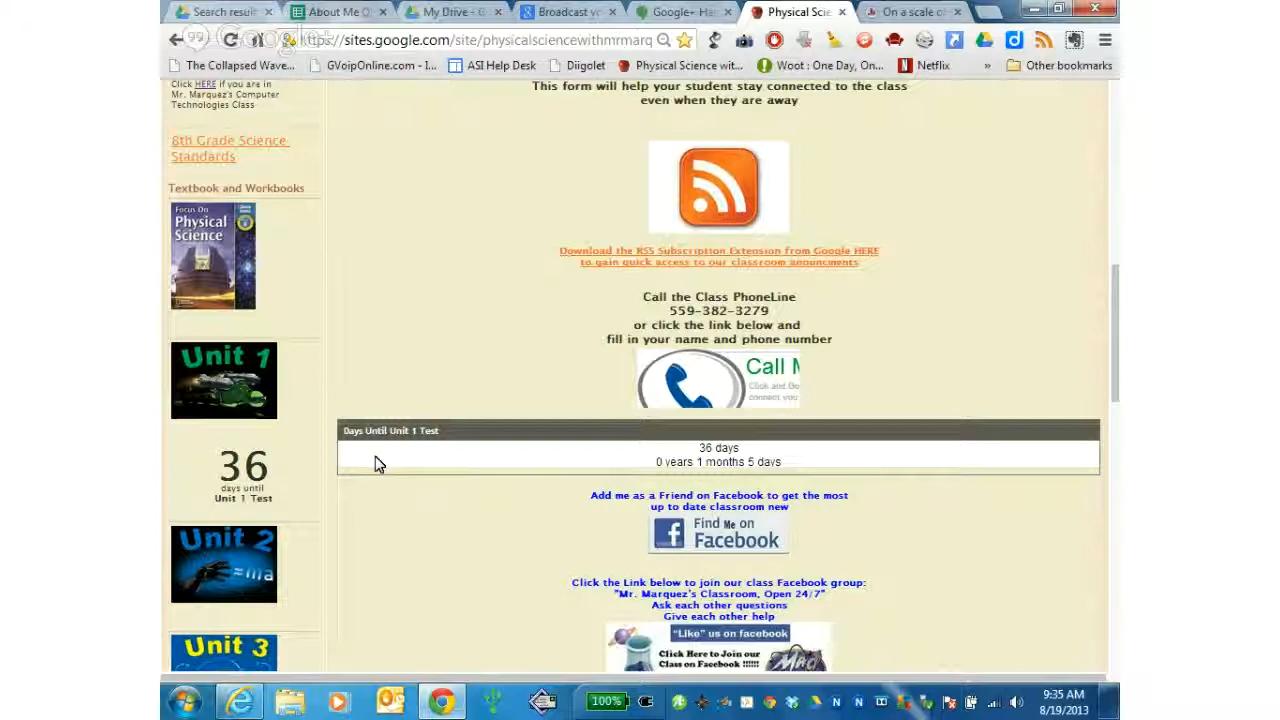 Search result
About Me Q
My Drive - G
Broadcast yo
Google+ Ha
Physical Scie
On a scale o
https://sites.google.com/site/physicalsciencewithmrmarq
The Collapsed Wave...
GVoipOnline.com - I...
ASI Help Desk
Diigolet
Physical Science wit...
Woot : One Day, On...
Netflix
»
Other bookmarks
Click HERE if you are in
Mr. Marquez's Computer
Technologies Class
8th Grade Science
Standards
Textbook and Workbooks
Focus On
Physical
Science
Unit 1
36
days until
Unit 1 Test
Unit 2
=ma
Unit 3
This form will help your student stay connected to the class
even when they are away
Download the RSS Subscription Extension from Google HERE
to gain quick access to our classroom anouncments
Call the Class PhoneLine
559-382-3279
or click the link below and
fill in your name and phone number
Call M
Click and Go
connect you
Days Until Unit 1 Test
36 days
0 years 1 months 5 days
Add me as a Friend on Facebook to get the most
up to date classroom new
Find Me on
Facebook
Click the Link below to join our class Facebook group:
"Mr. Marquez's Classroom, Open 24/7"
Ask each other questions
Give each other help
"Like" us on facebook
Click Here to Join our
Class on Facebook !!!!!!
MAD
100%
9:35 AM
8/19/2013